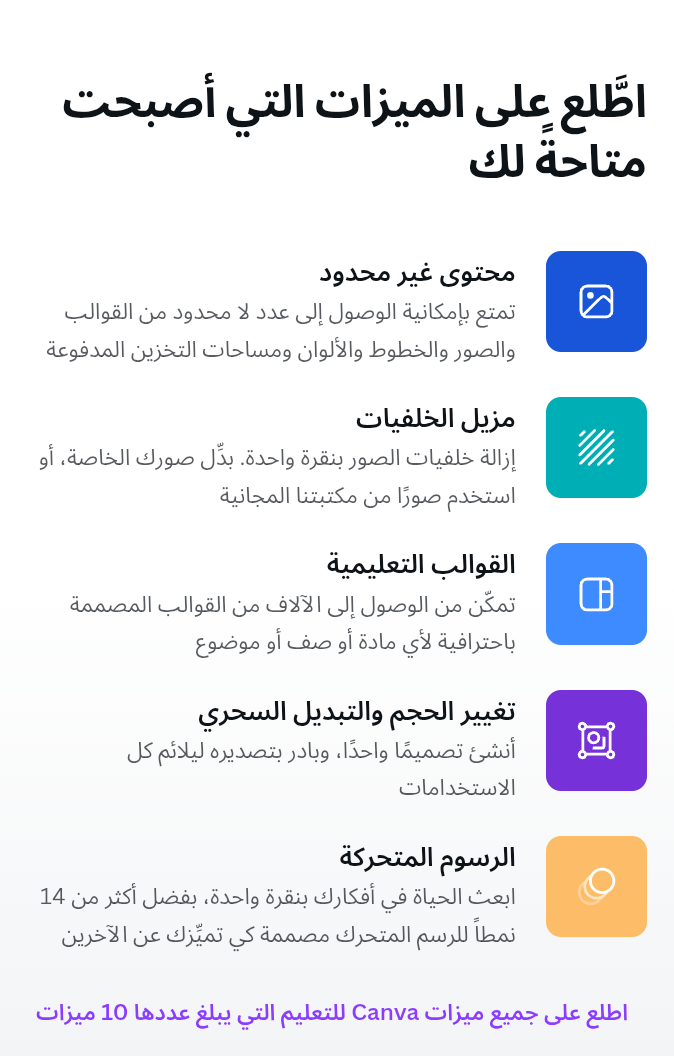 اطَّلع على الميزات التي أصبحت
متاحةً لك
محتوى غير محدود
تمتع بإمكانية الوصول إلى عدد لا محدود من القوالب
والصور والخطوط والألوان ومساحات التخزين المدفوعة
مزيل الخلفيات
إزالة خلفيات الصور بنقرة واحدة. بدِّل صورك الخاصة، أو
استخدم صورًا من مكتبتنا المجانية
القوالب التعليمية
تمكّن من الوصول إلى الآلاف من القوالب المصممة
باحترافية لأي مادة أو صف أو موضوع
تغيير الحجم والتبديل السحري
أنشئ تصميمًا واحدًا، وبادر بتصديره ليلائم كل
الاستخدامات
الرسوم المتحركة
ابعث الحياة في أفكارك بنقرة واحدة، بفضل أكثر من 14
نمطاً للرسم المتحرك مصممة كي تميِّزك عن الآخرين
اطلع على جميع ميزات Canva للتعليم التي يبلغ عددها 10 ميزات